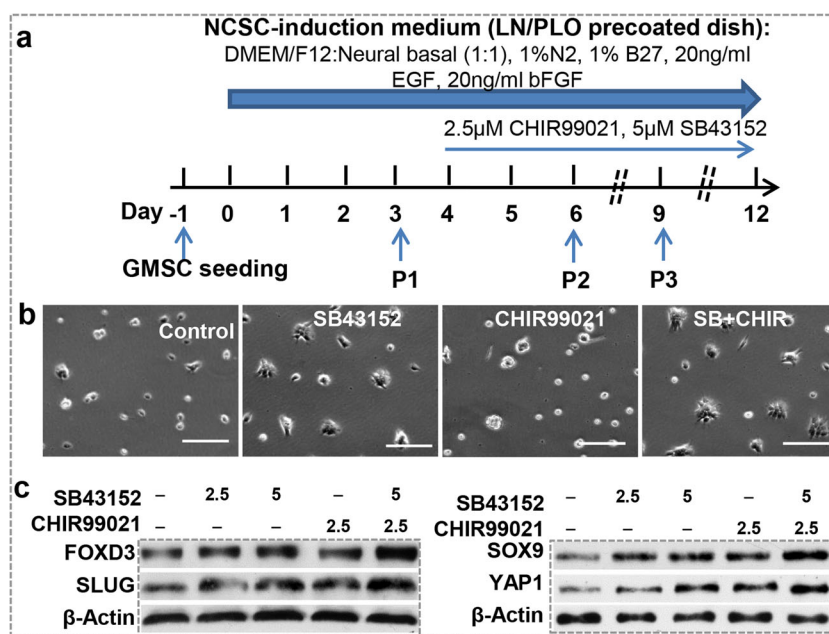 a
NCSC-induction medium (LN/PLO precoated dish):
DMEM/F12:Neural basal (1:1), 1%N2, 1% B27, 20ng/ml
EGF, 20ng/ml bFGF
2.5µM CHIR99021, 5µM SB43152
Day -1 0 1 2 3 4 5 6 9 12
GMSC seeding
P1 P2 P3
b
Control SB43152 CHIR99021 SB+CHIR
c
SB43152 – 2.5 5 – 5
CHIR99021 – – – 2.5 2.5
FOXD3
SLUG
β-Actin
SB43152 – 2.5 5 – 5
CHIR99021 – – – 2.5 2.5
SOX9
YAP1
β-Actin